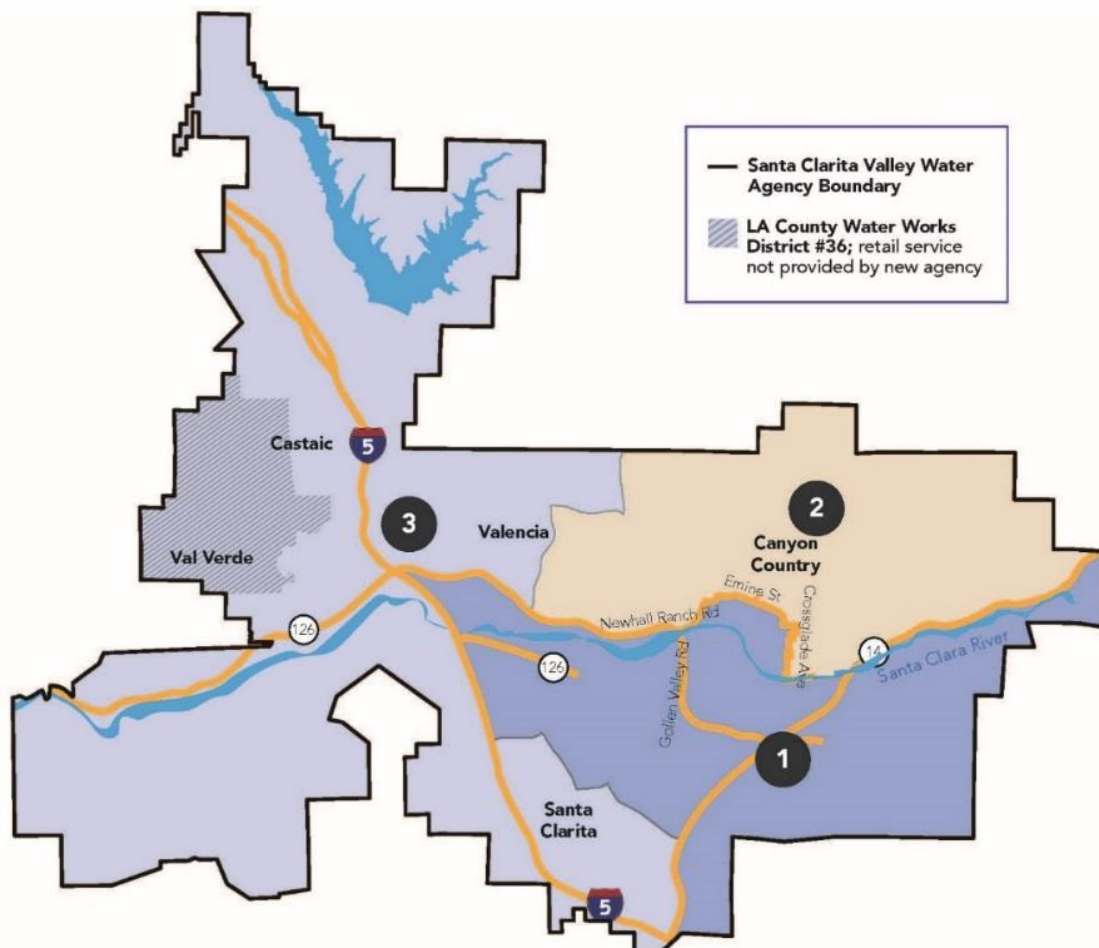 Santa Clarita Valley Water
Agency Boundary
LA County Water Works
District #36; retail service
not provided by new agency
Castaic
5
3
Valencia
2
Val Verde
Canyon
Country
Emine St
Crossglade Ave
Newhall Ranch Rd
126
126
14
Santa Clara River
Gollen Valley Rd
1
Santa
Clarita
5